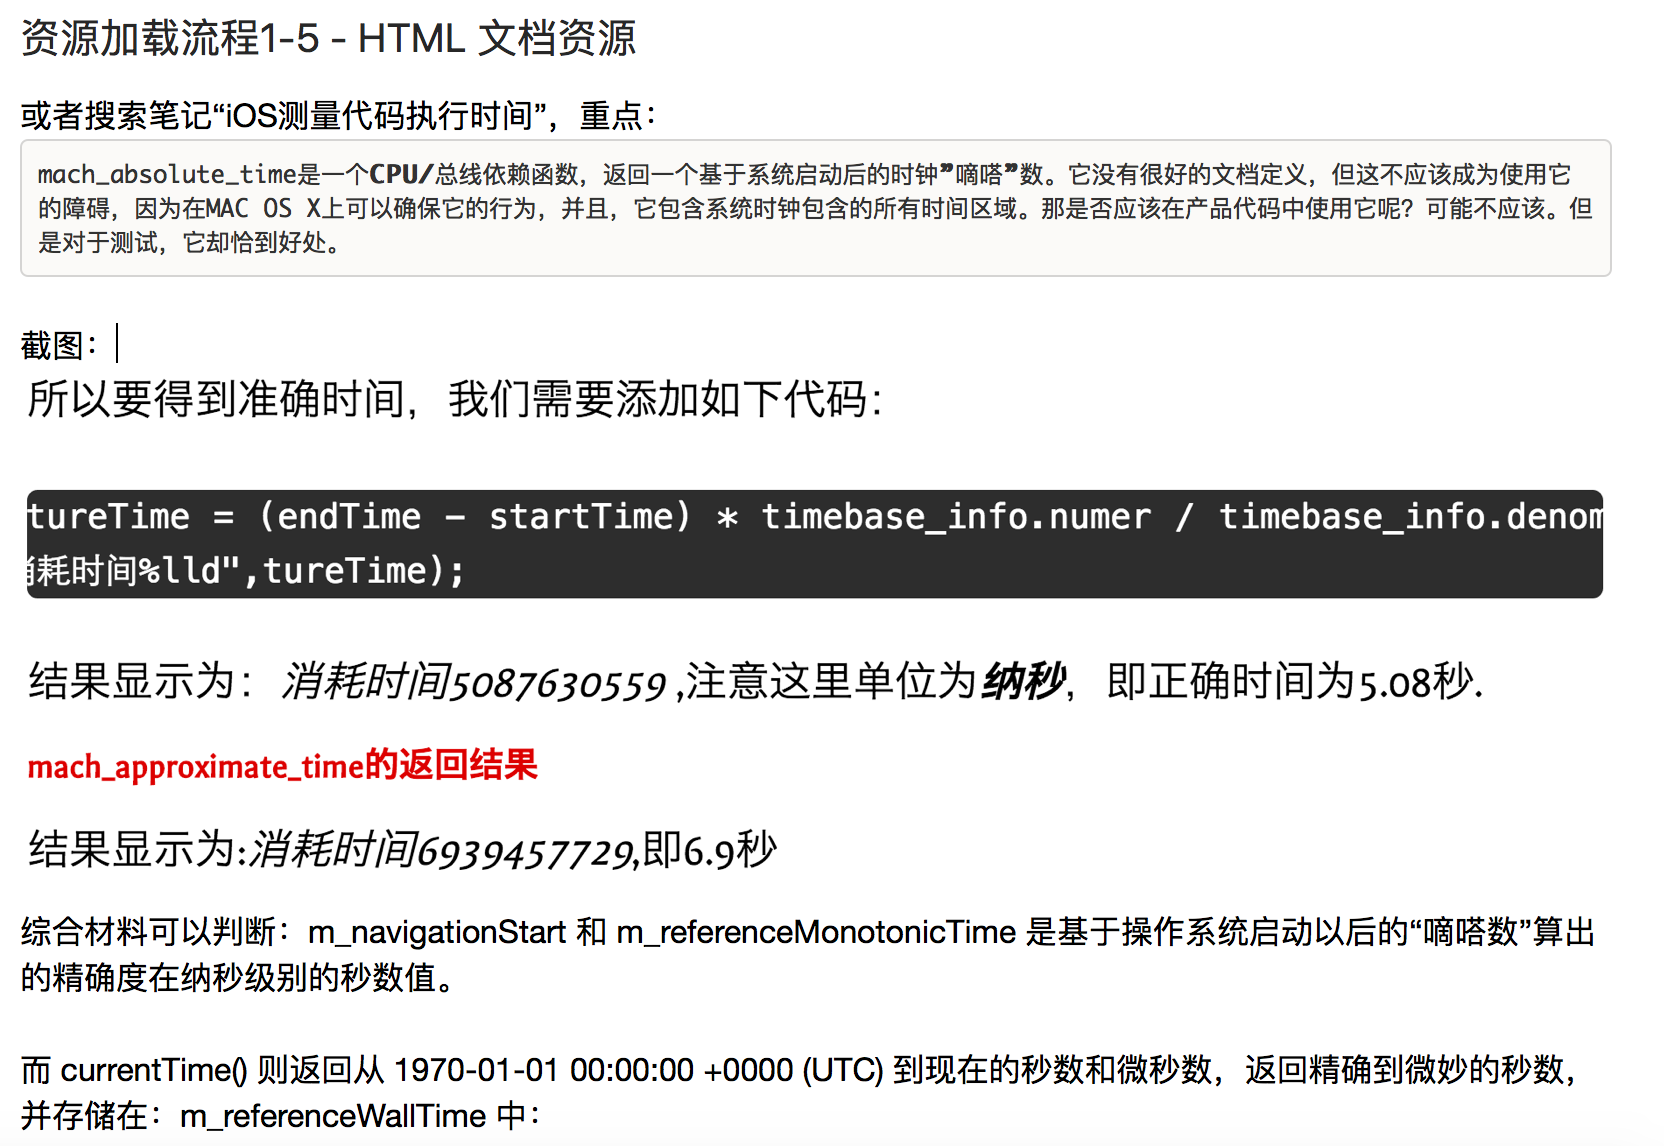 资源加载流程1-5 - HTML 文档资源
或者搜索笔记“iOS测量代码执行时间”，重点：
mach_absolute_time是一个CPU/总线依赖函数，返回一个基于系统启动后的时钟”嘀嗒”数。它没有很好的文档定义，但这不应该成为使用它
的障碍，因为在MAC OS X上可以确保它的行为，并且，它包含系统时钟包含的所有时间区域。那是否应该在产品代码中使用它呢？可能不应该。但
是对于测试，它却恰到好处。
截图：
所以要得到准确时间，我们需要添加如下代码：
tureTime = (endTime - startTime) * timebase_info.numer / timebase_info.denom
消耗时间%lld",tureTime);
结果显示为：消耗时间5087630559 ,注意这里单位为纳秒，即正确时间为5.08秒.
mach_approximate_time的返回结果
结果显示为:消耗时间6939457729,即6.9秒
综合材料可以判断：m_navigationStart 和 m_referenceMonotonicTime 是基于操作系统启动以后的“嘀嗒数”算出
的精确度在纳秒级别的秒数值。
而 currentTime() 则返回从 1970-01-01 00:00:00 +0000 (UTC) 到现在的秒数和微秒数，返回精确到微妙的秒数，
并存储在：m_referenceWallTime 中：